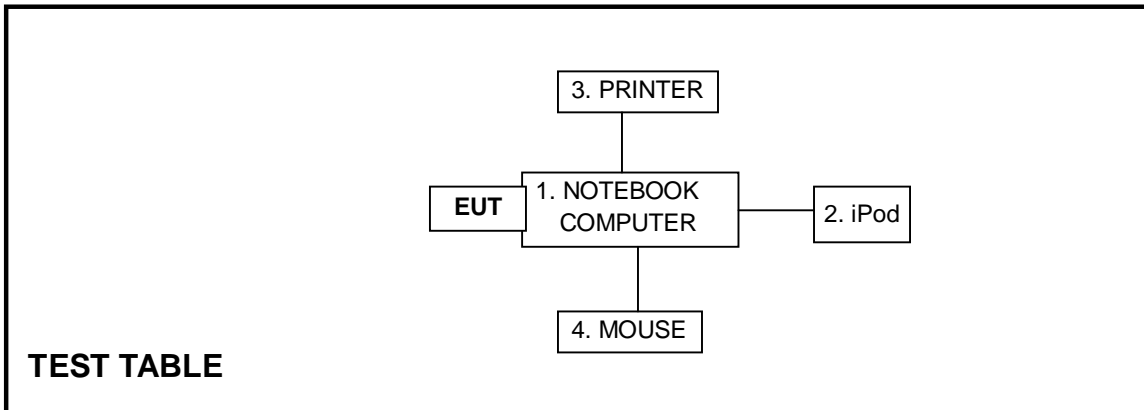 3. PRINTER
EUT
1. NOTEBOOK
COMPUTER
2. iPod
4. MOUSE
TEST TABLE